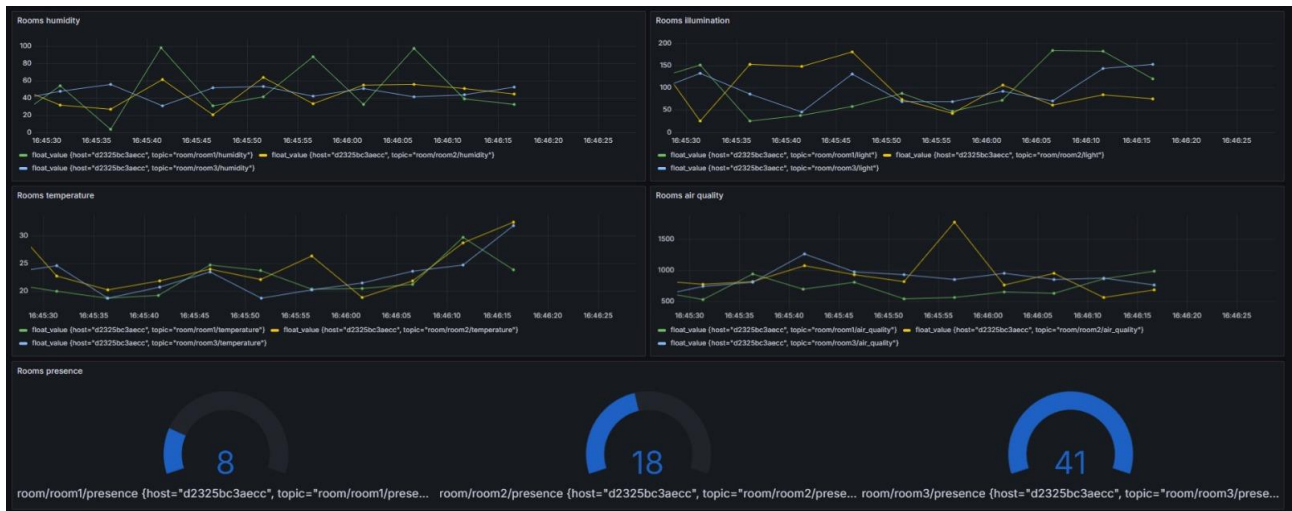 Rooms humidity
100
80
60
40
20
0
16:45:30 16:45:35 16:45:40 16:45:45 16:45:50 16:45:55 16:46:00 16:46:05 16:46:10 16:46:15 16:46:20 16:46:25
float_value {host="d2325bc3aecc", topic="room/room1/humidity"} float_value {host="d2325bc3aecc", topic="room/room2/humidity"}
float_value {host="d2325bc3aecc", topic="room/room3/humidity"}
Rooms illumination
200
150
100
50
0
16:45:30 16:45:35 16:45:40 16:45:45 16:45:50 16:45:55 16:46:00 16:46:05 16:46:10 16:46:15 16:46:20 16:46:25
float_value {host="d2325bc3aecc", topic="room/room1/light"} float_value {host="d2325bc3aecc", topic="room/room2/light"}
float_value {host="d2325bc3aecc", topic="room/room3/light"}
Rooms temperature
30
25
20
16:45:30 16:45:35 16:45:40 16:45:45 16:45:50 16:45:55 16:46:00 16:46:05 16:46:10 16:46:15 16:46:20 16:46:25
float_value {host="d2325bc3aecc", topic="room/room1/temperature"} float_value {host="d2325bc3aecc", topic="room/room2/temperature"}
float_value {host="d2325bc3aecc", topic="room/room3/temperature"}
Rooms air quality
1500
1000
500
16:45:30 16:45:35 16:45:40 16:45:45 16:45:50 16:45:55 16:46:00 16:46:05 16:46:10 16:46:15 16:46:20 16:46:25
float_value {host="d2325bc3aecc", topic="room/room1/air_quality"} float_value {host="d2325bc3aecc", topic="room/room2/air_quality"}
float_value {host="d2325bc3aecc", topic="room/room3/air_quality"}
Rooms presence
8
18
41
room/room1/presence {host="d2325bc3aecc", topic="room/room1/prese... room/room2/presence {host="d2325bc3aecc", topic="room/room2/prese... room/room3/presence {host="d2325bc3aecc", topic="room/room3/prese...